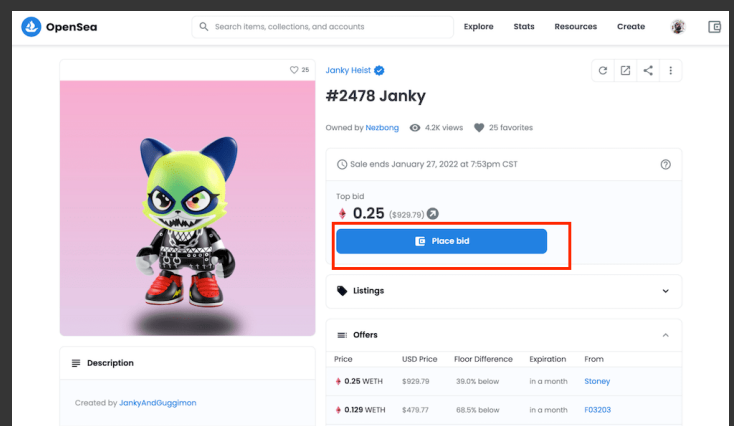 OpenSea
Search items, collections, and accounts
Explore Stats Resources Create
25
Janky Heist
#2478 Janky
Owned by Nezbong 4.2K views 25 favorites
Sale ends January 27, 2022 at 7:53pm CST
Top bid
0.25 ($929.79)
Place bid
Listings
Offers
Price USD Price Floor Difference Expiration From
0.25 WETH $929.79 39.0% below in a month Stoney
0.129 WETH $479.77 68.5% below in a month F03203
Description
Created by JankyAndGuggimon